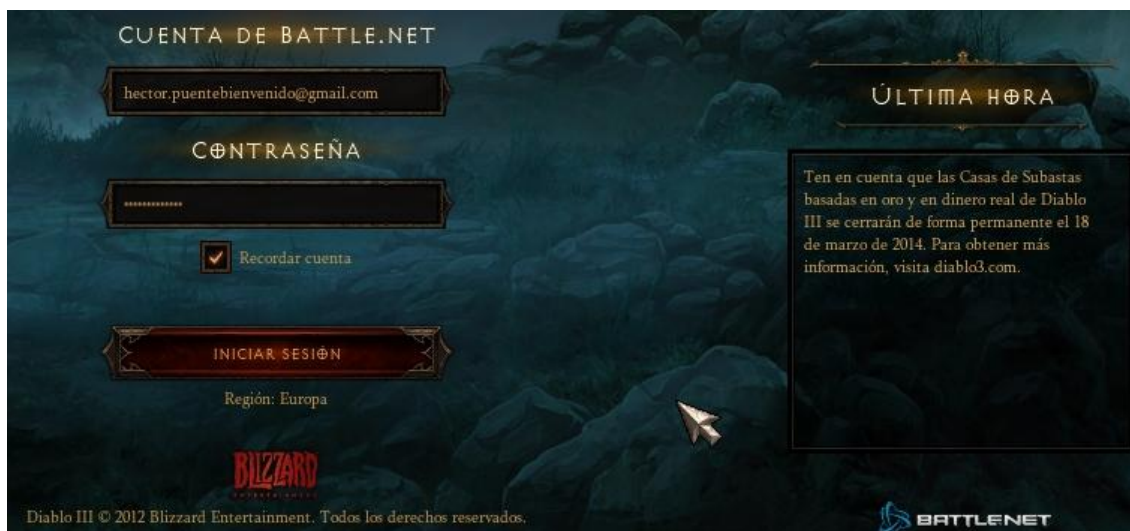 CUENTA DE BATTLE.NET
hector.puentebienvenido@gmail.com
CONTRASEÑA
*************
Recordar cuenta
INICIAR SESIÓN
Región: Europa
BLIZZARD
ENTERTAINMENT
Diablo III © 2012 Blizzard Entertainment. Todos los derechos reservados.
ÚLTIMA HORA
Ten en cuenta que las Casas de Subastas
basadas en oro y en dinero real de Diablo
III se cerrarán de forma permanente el 18
de marzo de 2014. Para obtener más
información, visita diablo3.com.
BATTLE.NET